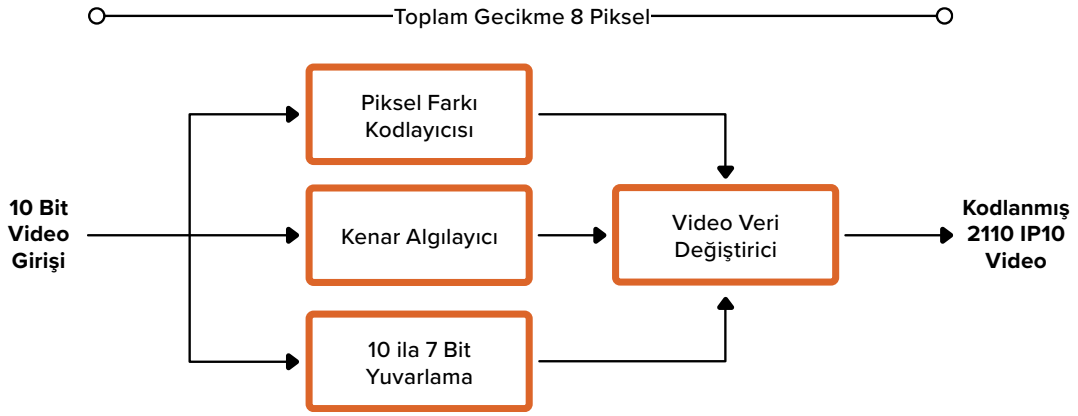 Toplam Gecikme 8 Piksel
Piksel Farkı
Kodlayıcısı
10 Bit
Video
Girişi
Kenar Algılayıcı
Video Veri
Değiştirici
Kodlanmış
2110 IP10
Video
10 ila 7 Bit
Yuvarlama